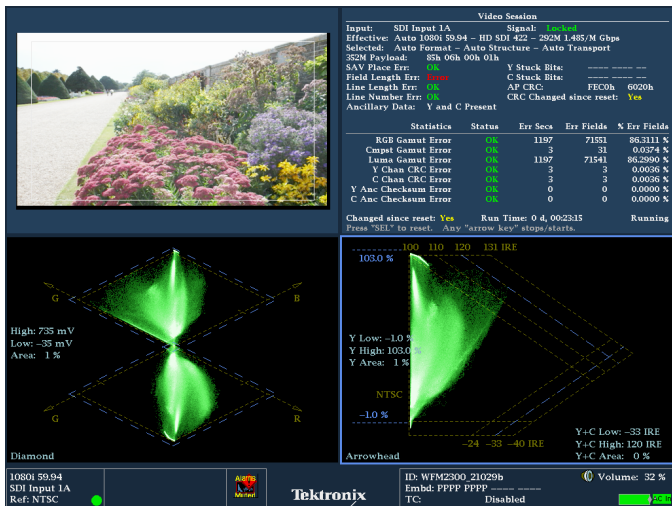 Video Session
Input: SDI Input 1A Signal: Locked
Effective: Auto 1080i 59.94 – HD SDI 422 – 292M 1.485/M Gbps
Selected: Auto Format – Auto Structure – Auto Transport
352M Payload: 85h 06h 00h 01h
SAV Place Err: OK Y Stuck Bits: ---- ---- --
Field Length Err: Error C Stuck Bits: ---- ---- --
Line Length Err: OK AP CRC: FEC0h 6020h
Line Number Err: OK CRC Changed since reset: Yes
Ancillary Data: Y and C Present
Statistics Status Err Secs Err Fields % Err Fields
RGB Gamut Error OK 1197 71551 86.3111 %
Cmpst Gamut Error OK 3 31 0.0374 %
Luma Gamut Error OK 1197 71541 86.2990 %
Y Chan CRC Error OK 3 3 0.0036 %
C Chan CRC Error OK 3 3 0.0036 %
Y Anc Checksum Error OK 0 0 0.0000 %
C Anc Checksum Error OK 0 0 0.0000 %
Changed since reset: Yes Run Time: 0 d, 00:23:15 Running
Press "SEL" to reset. Any "arrow key" stops/starts.
G B
High: 735 mV
Low: –35 mV
Area: 1 %
G R
Diamond
100 110 120 131 IRE
103.0 %
Y Low: –1.0 %
Y High: 103.0 %
Y Area: 1 %
NTSC
–1.0 %
–24 –33 –40 IRE
Y+C Low: –33 IRE
Y+C High: 120 IRE
Y+C Area: 0 %
Arrowhead
1080i 59.94
SDI Input 1A
Ref: NTSC
Alarms
Muted
Tektronix
ID: WFM2300_21029b
Embd: PPPP PPPP ---- ----
TC: Disabled
Volume: 32 %
AC In